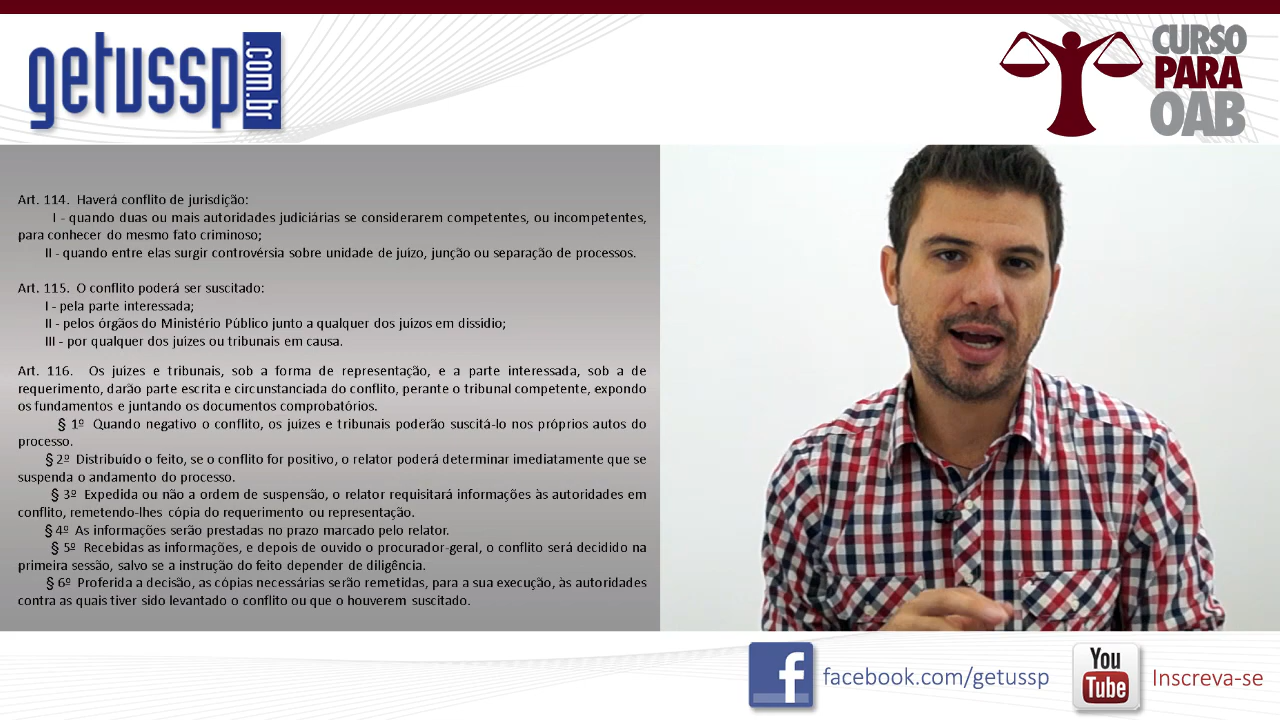 getussp.com.br
CURSO
PARA
OAB
Art. 114. Haverá conflito de jurisdição:
I - quando duas ou mais autoridades judiciárias se considerarem competentes, ou incompetentes,
para conhecer do mesmo fato criminoso;
II - quando entre elas surgir controvérsia sobre unidade de juízo, junção ou separação de processos.
Art. 115. O conflito poderá ser suscitado:
I - pela parte interessada;
II - pelos órgãos do Ministério Público junto a qualquer dos juízos em dissídio;
III - por qualquer dos juízes ou tribunais em causa.
Art. 116. Os juízes e tribunais, sob a forma de representação, e a parte interessada, sob a de
requerimento, darão parte escrita e circunstanciada do conflito, perante o tribunal competente, expondo
os fundamentos e juntando os documentos comprobatórios.
§ 1º Quando negativo o conflito, os juízes e tribunais poderão suscitá-lo nos próprios autos do
processo.
§ 2º Distribuído o feito, se o conflito for positivo, o relator poderá determinar imediatamente que se
suspenda o andamento do processo.
§ 3º Expedida ou não a ordem de suspensão, o relator requisitará informações às autoridades em
conflito, remetendo-lhes cópia do requerimento ou representação.
§ 4º As informações serão prestadas no prazo marcado pelo relator.
§ 5º Recebidas as informações, e depois de ouvido o procurador-geral, o conflito será decidido na
primeira sessão, salvo se a instrução do feito depender de diligência.
§ 6º Proferida a decisão, as cópias necessárias serão remetidas, para a sua execução, às autoridades
contra as quais tiver sido levantado o conflito ou que o houverem suscitado.
f facebook.com/getussp
You
Tube
Inscreva-se